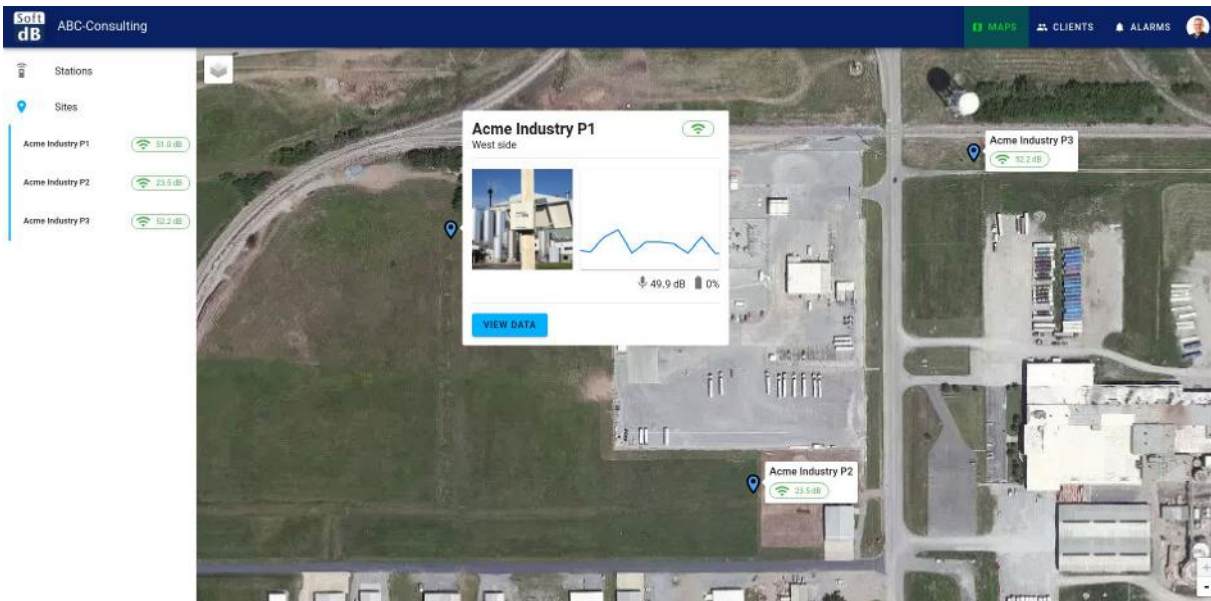 Soft dB
ABC-Consulting
MAPS
CLIENTS
ALARMS
Stations
Sites
Acme Industry P1
51.0 dB
Acme Industry P2
23.5 dB
Acme Industry P3
52.2 dB
Acme Industry P1
West side
49.9 dB
0%
VIEW DATA
Acme Industry P3
52.2 dB
Acme Industry P2
23.5 dB